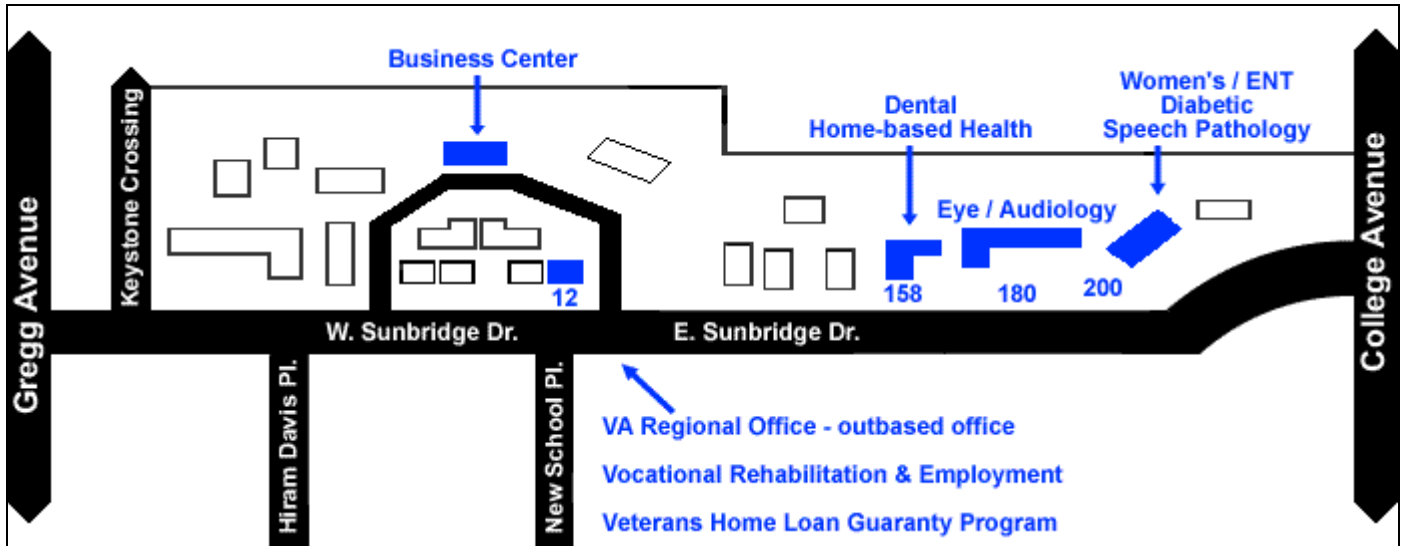 Business Center
Women's / ENT
Diabetic
Speech Pathology
Dental
Home-based Health
Keystone Crossing
Gregg Avenue
College Avenue
Eye / Audiology
12
158
180
200
W. Sunbridge Dr.
E. Sunbridge Dr.
Hiram Davis Pl.
New School Pl.
VA Regional Office - outbased office
Vocational Rehabilitation & Employment
Veterans Home Loan Guaranty Program